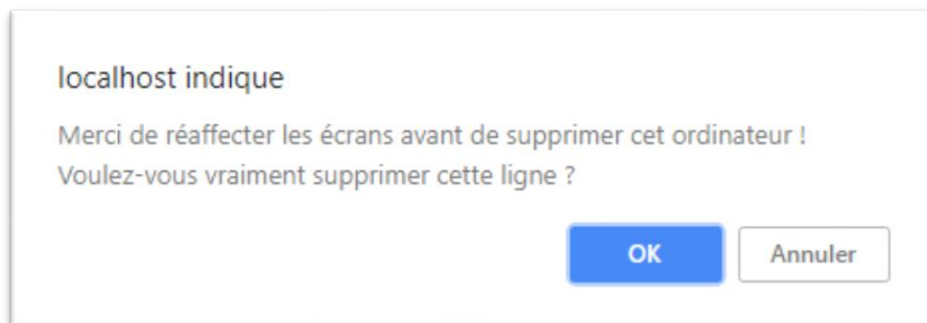 localhost indique
Merci de réaffecter les écrans avant de supprimer cet ordinateur !
Voulez-vous vraiment supprimer cette ligne ?
OK
Annuler